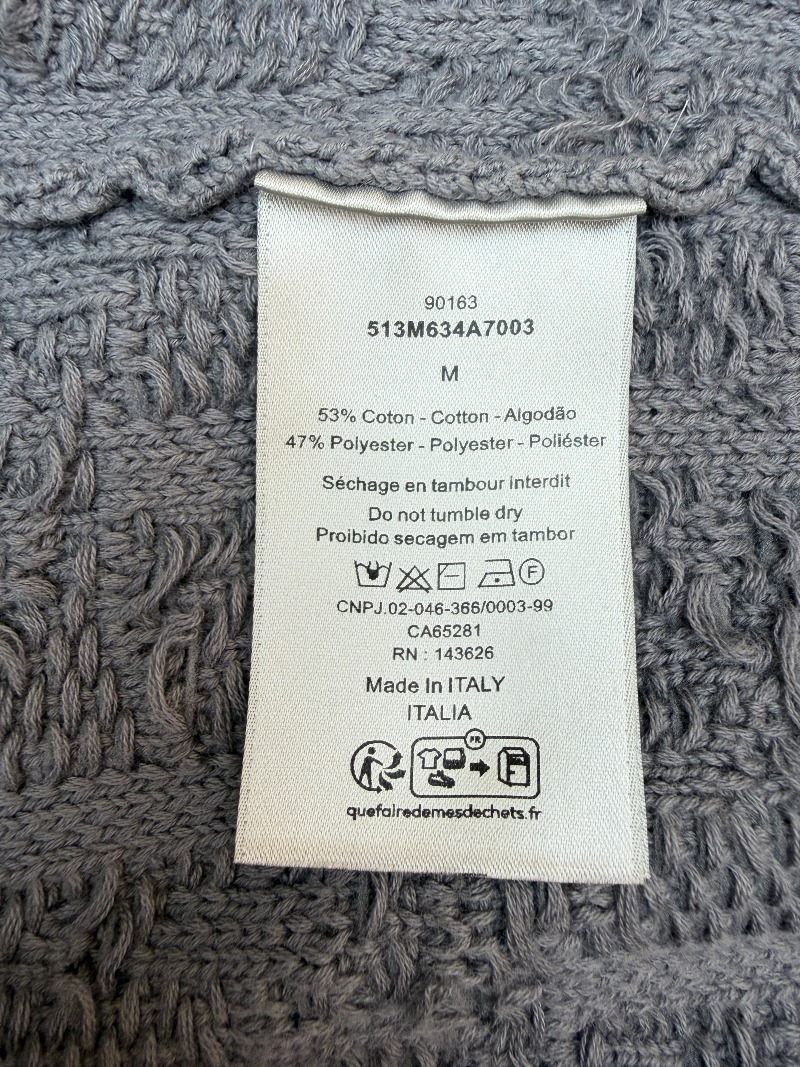 90163
513M634A7003
M
53% Coton - Cotton - Algodão
47% Polyester - Polyester - Poliéster
Séchage en tambour interdit
Do not tumble dry
Proibido secagem em tambor
F
CNPJ.02-046-366/0003-99
CA65281
RN : 143626
Made In ITALY
ITALIA
FR
quefairedemesdechets.fr